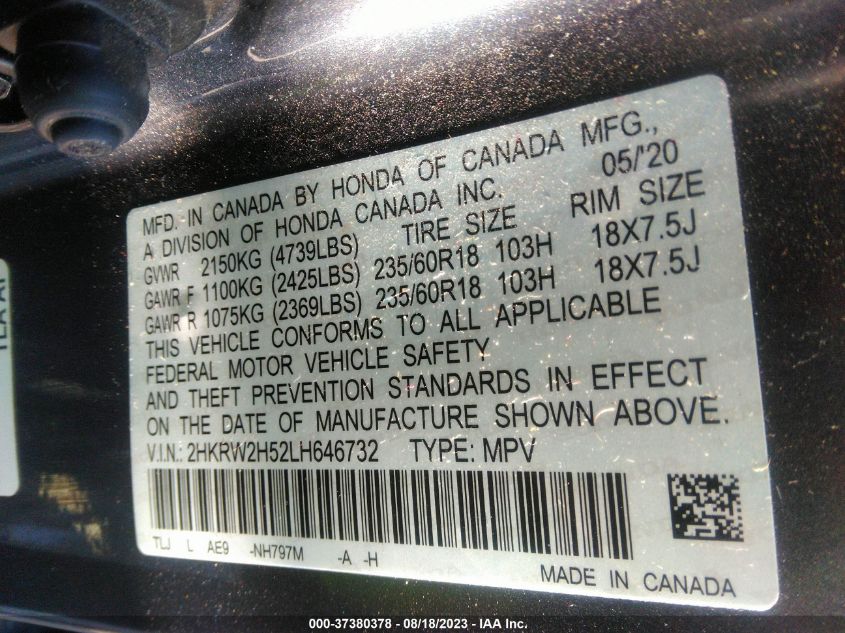 MFD. IN CANADA BY HONDA OF CANADA MFG.,
A DIVISION OF HONDA CANADA INC. 05/'20
TIRE SIZE RIM SIZE
GVWR 2150KG (4739LBS)
GAWR F 1100KG (2425LBS) 235/60R18 103H 18X7.5J
GAWR R 1075KG (2369LBS) 235/60R18 103H 18X7.5J
THIS VEHICLE CONFORMS TO ALL APPLICABLE
FEDERAL MOTOR VEHICLE SAFETY
AND THEFT PREVENTION STANDARDS IN EFFECT
ON THE DATE OF MANUFACTURE SHOWN ABOVE.
V.I.N.: 2HKRW2H52LH646732 TYPE: MPV
TLJ L AE9 -NH797M -A -H
MADE IN CANADA
000-37380378 - 08/18/2023 - IAA Inc.